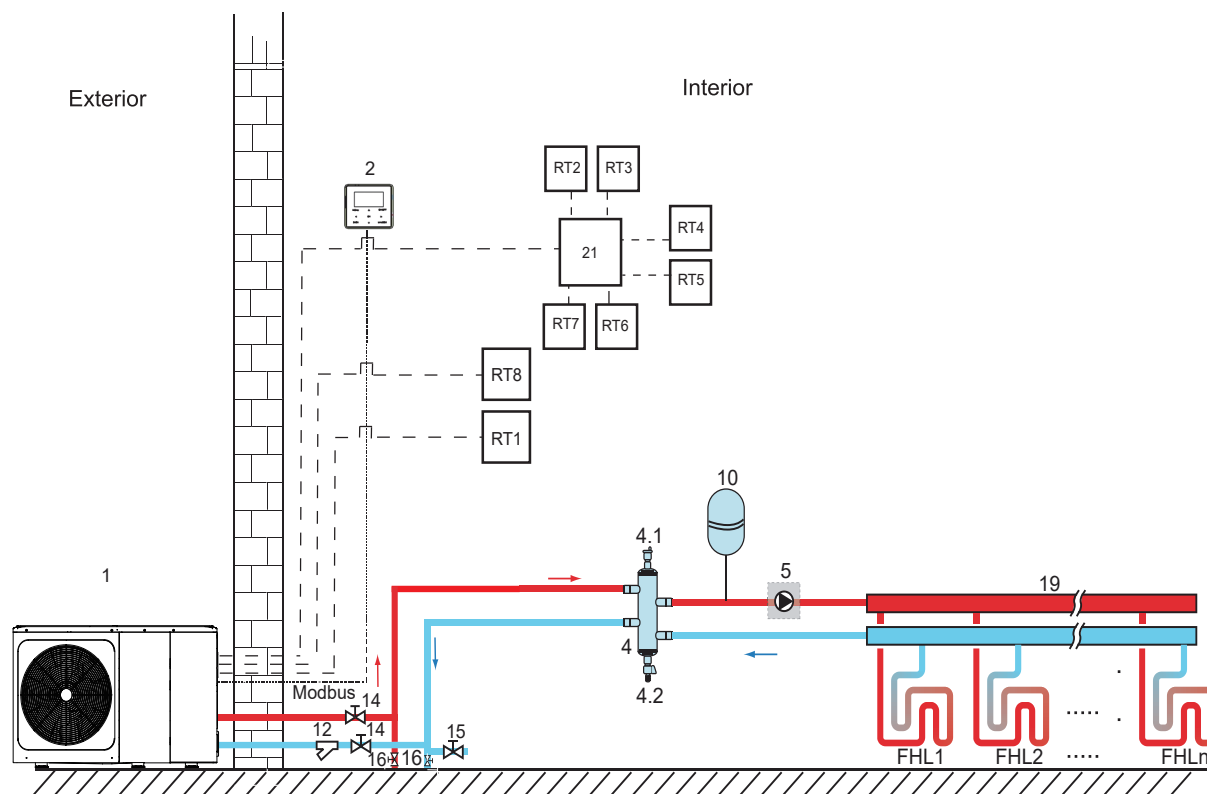 Exterior
Interior
2
RT2
RT3
RT4
21
RT5
RT7
RT6
RT8
RT1
10
4.1
1
5
19
4
4.2
Modbus
14
12
14
15
16
16
FHL1
FHL2
FHLn